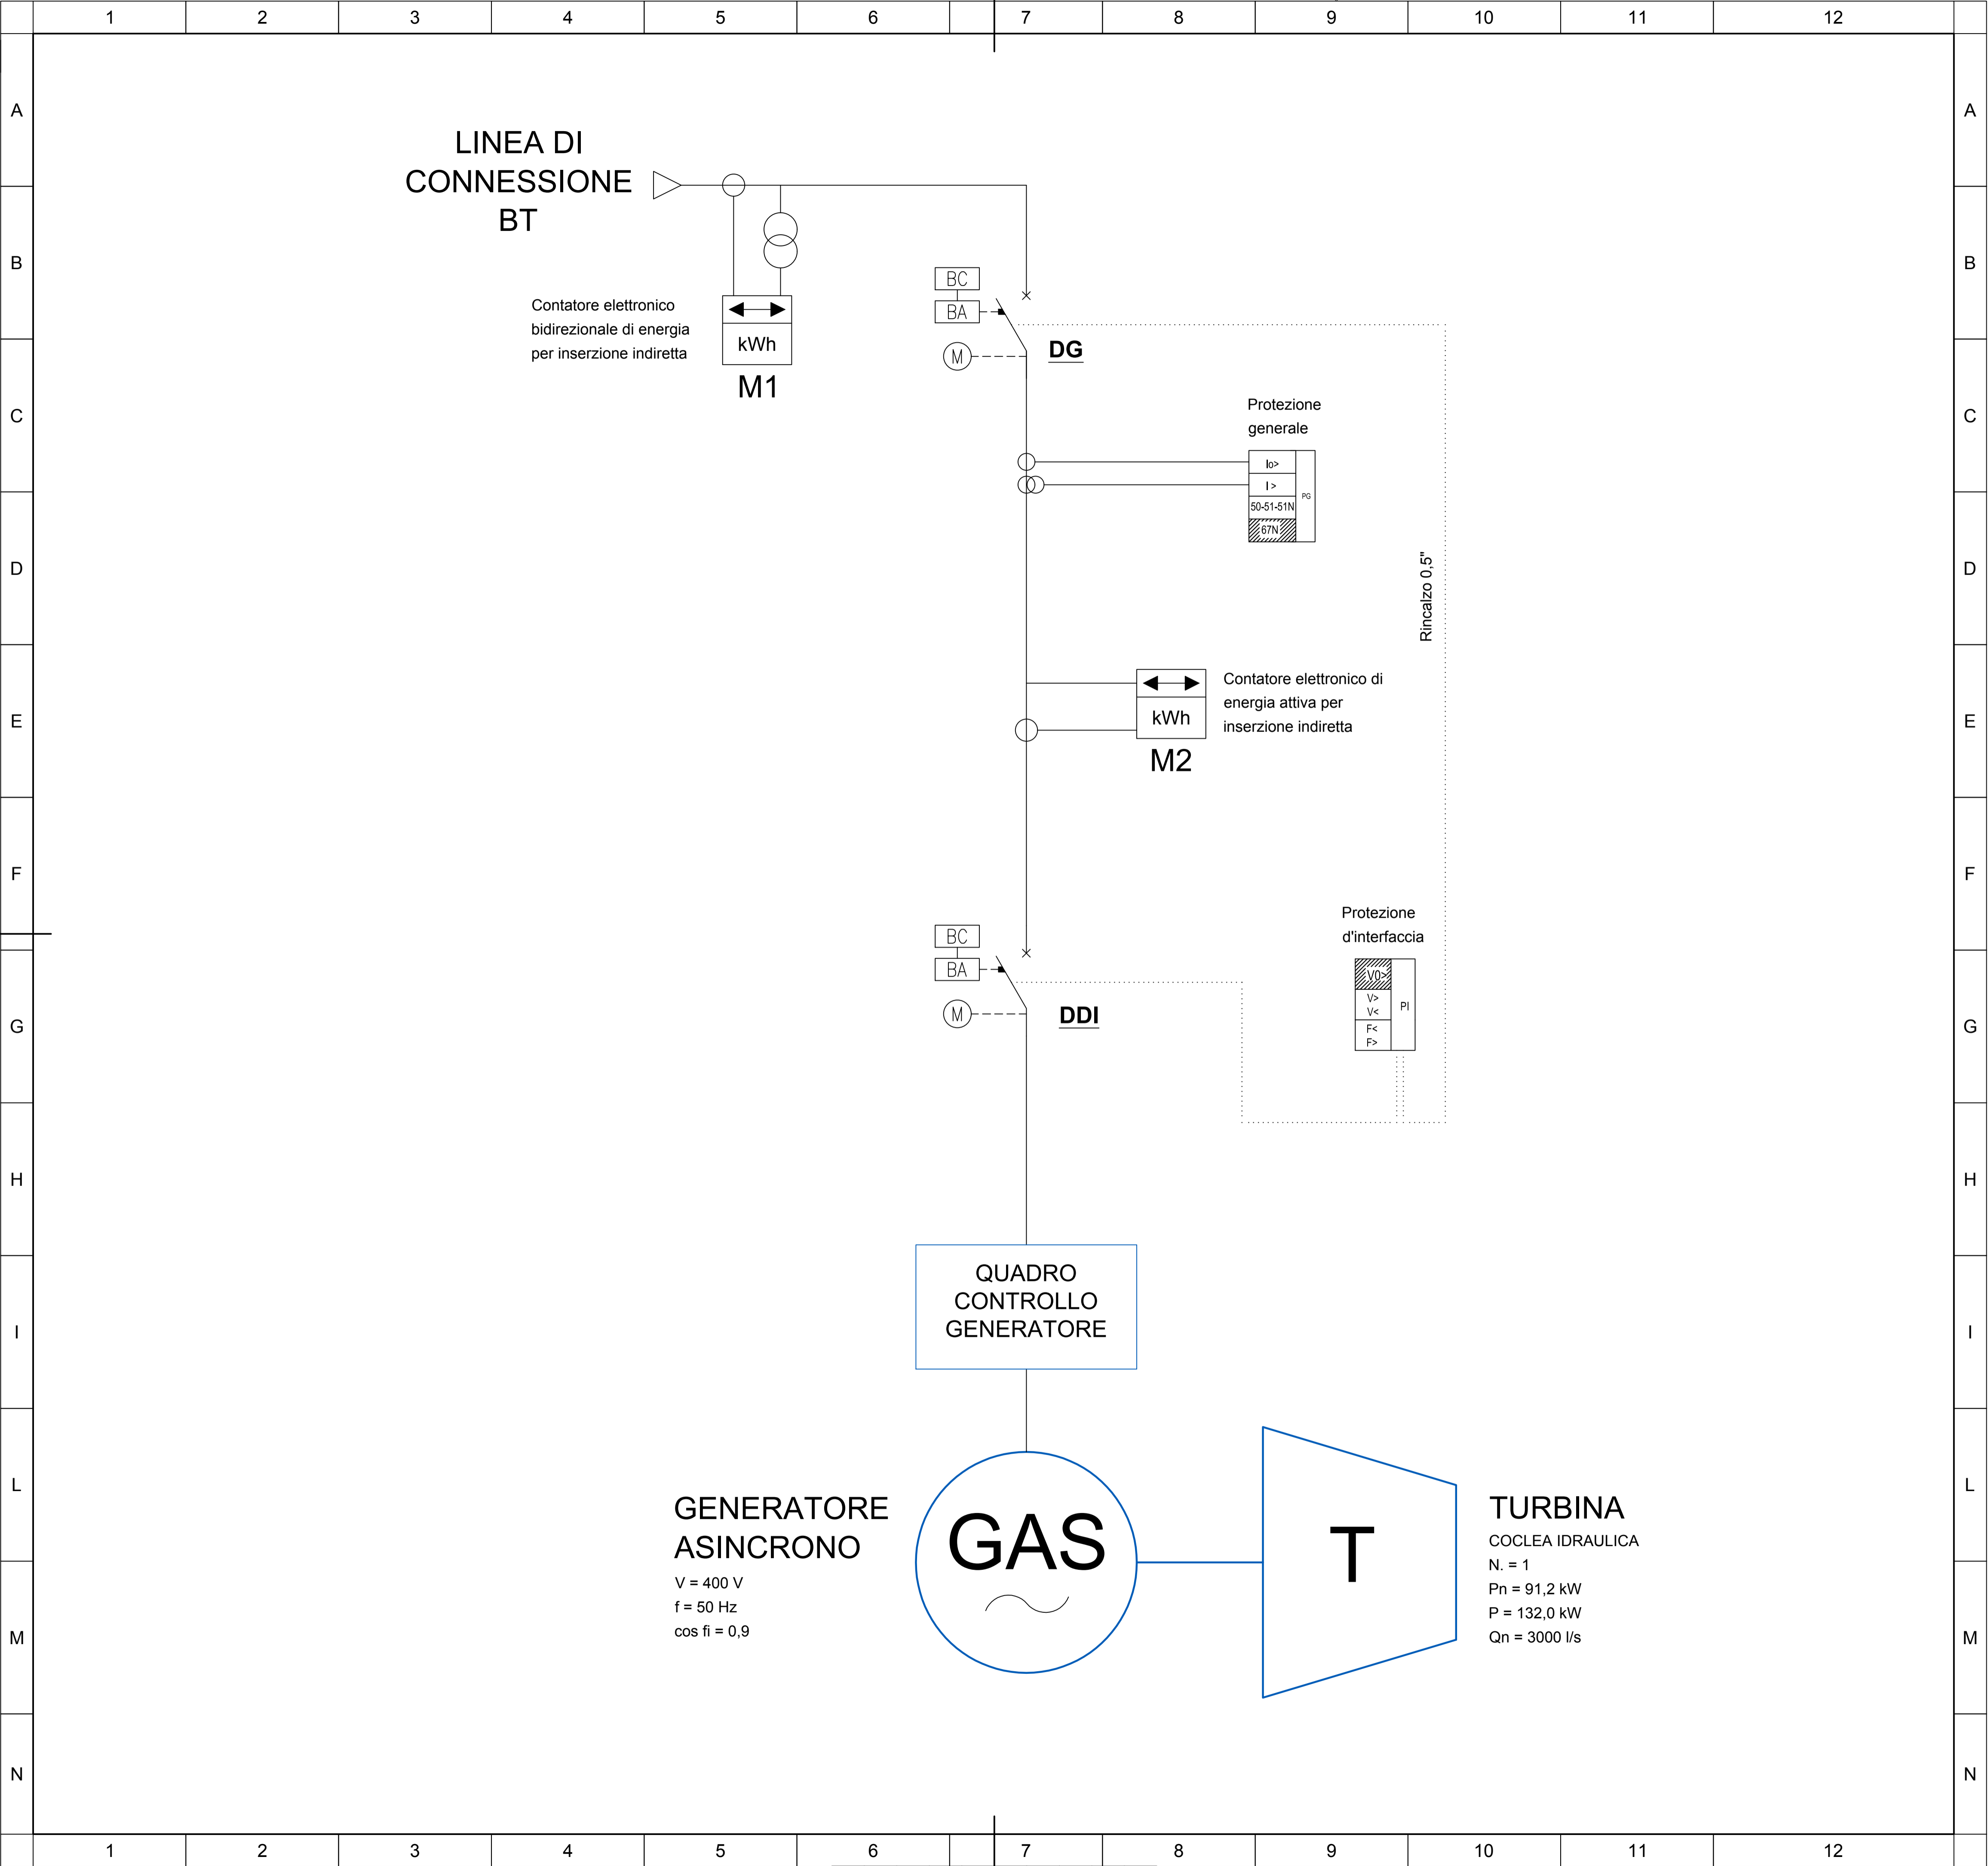 1 2 3 4 5 6 7 8 9 10 11 12
A A
LINEA DI
CONNESSIONE
BT
B B
Contatore elettronico
bidirezionale di energia
per inserzione indiretta
kWh
M1
BC
BA
M
DG
C C
Protezione
generale
Io>
I >
50-51-51N
67N
PG
D D
Rincalzo 0,5"
E E
kWh
M2
Contatore elettronico di
energia attiva per
inserzione indiretta
F F
Protezione
d'interfaccia
V0>
V>
V<
F<
F>
PI
BC
BA
M
DDI
G G
H H
QUADRO
CONTROLLO
GENERATORE
I I
L L
GENERATORE
ASINCRONO
V = 400 V
f = 50 Hz
cos fi = 0,9
GAS
T
TURBINA
COCLEA IDRAULICA
N. = 1
Pn = 91,2 kW
P = 132,0 kW
Qn = 3000 l/s
M M
N N
1 2 3 4 5 6 7 8 9 10 11 12